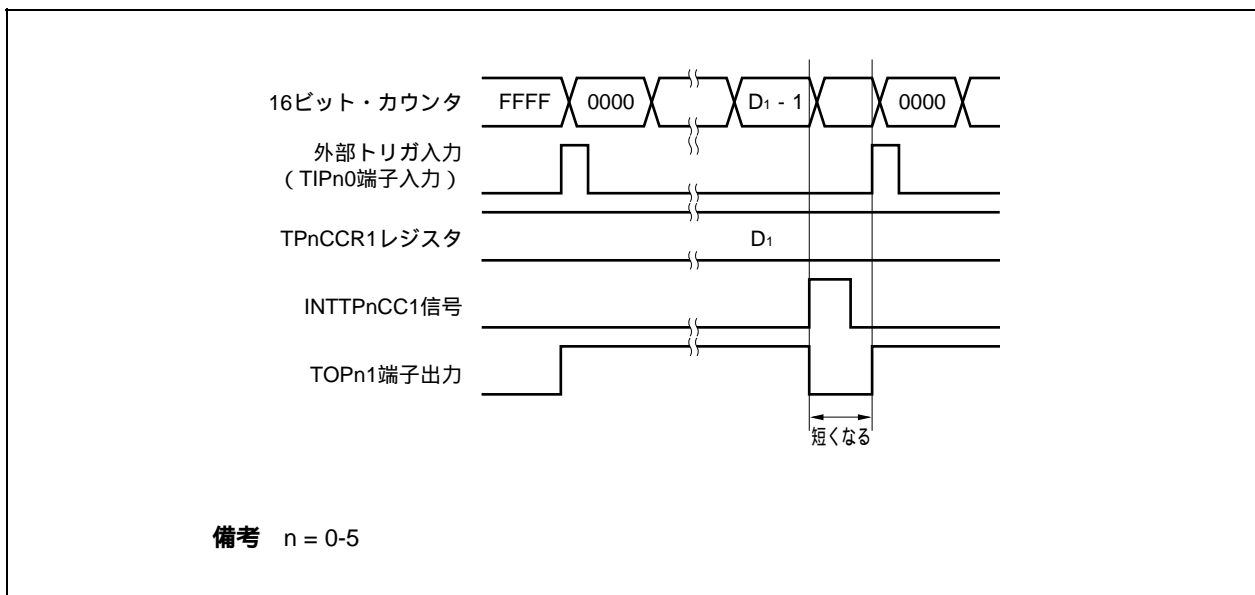 16ビット・カウンタ FFFF 0000 D1 - 1 0000
外部トリガ入力
（TIPn0端子入力）
TPnCCR1レジスタ D1
INTTPnCC1信号
TOPn1端子出力
短くなる
備考 n = 0-5